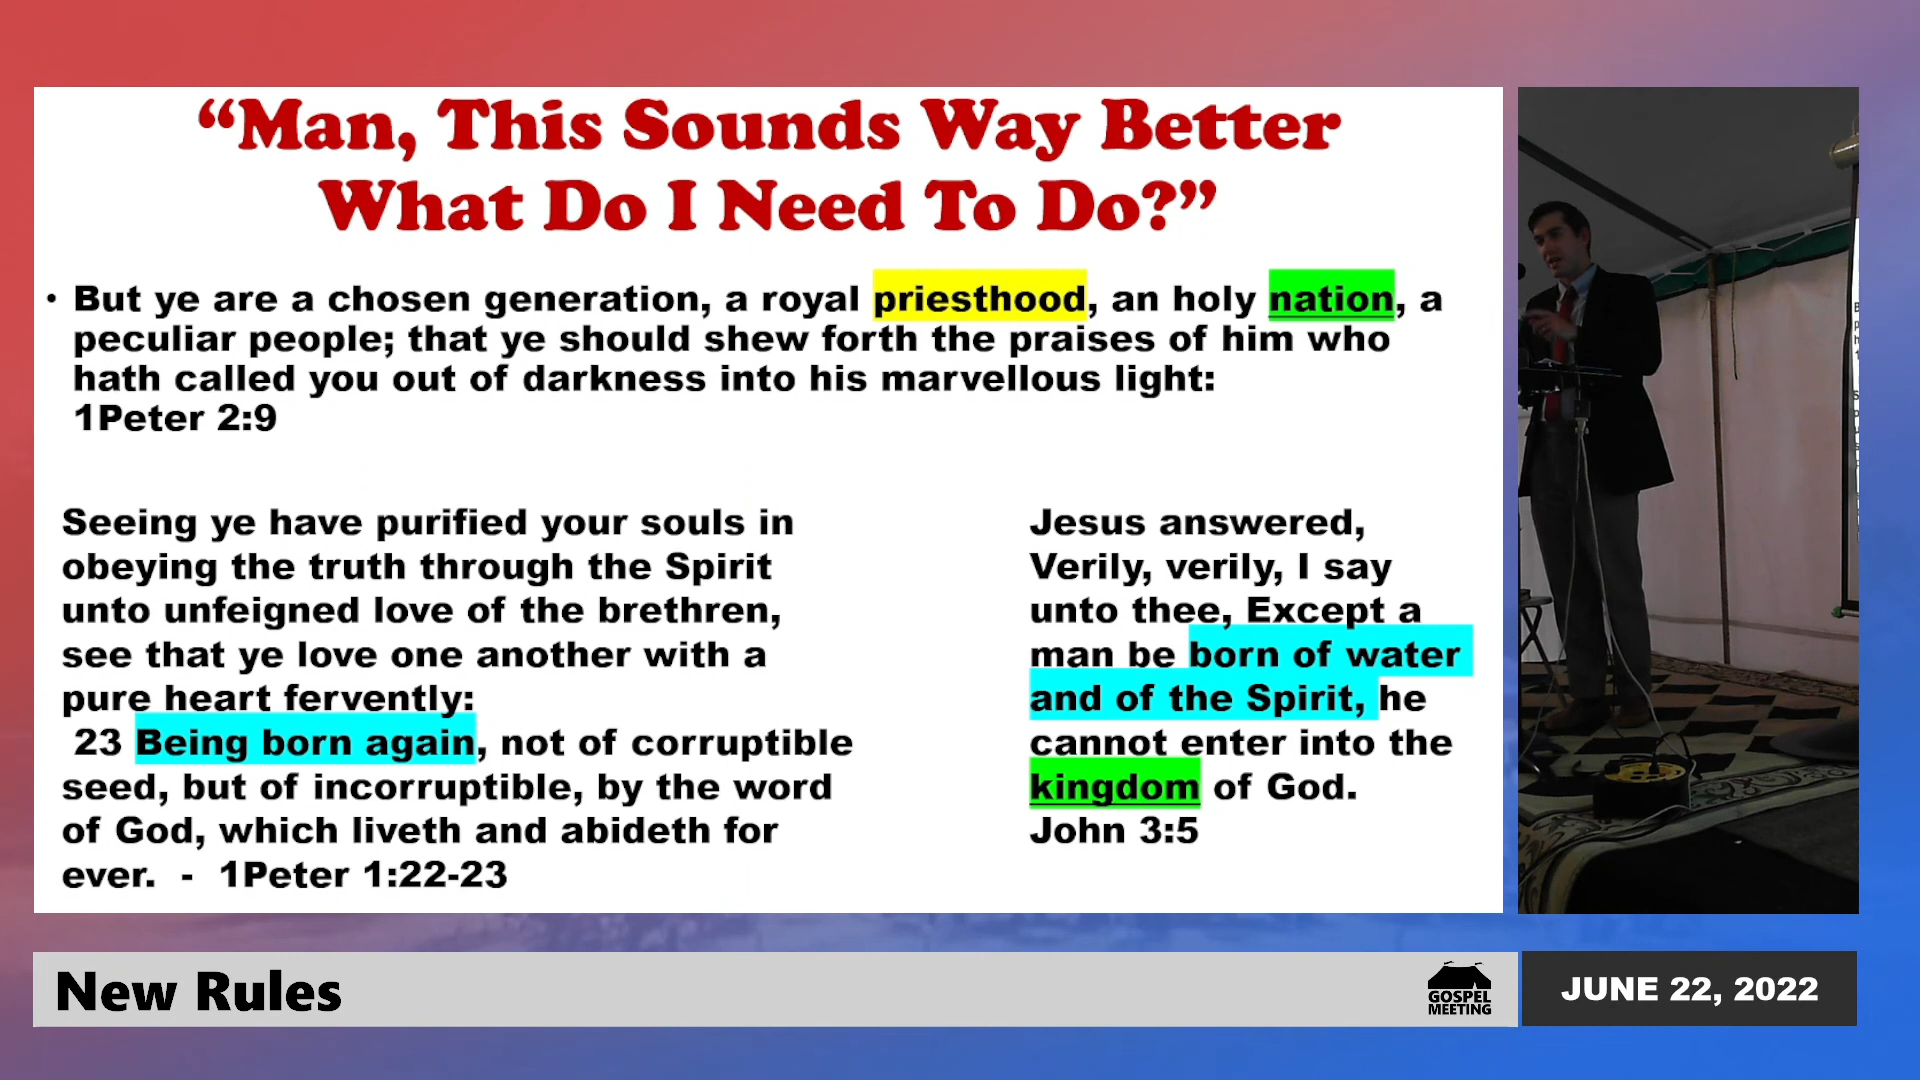 “Man, This Sounds Way Better
What Do I Need To Do?”
• But ye are a chosen generation, a royal priesthood, an holy nation, a
peculiar people; that ye should shew forth the praises of him who
hath called you out of darkness into his marvellous light:
1Peter 2:9
Seeing ye have purified your souls in
obeying the truth through the Spirit
unto unfeigned love of the brethren,
see that ye love one another with a
pure heart fervently:
23 Being born again, not of corruptible
seed, but of incorruptible, by the word
of God, which liveth and abideth for
ever. - 1Peter 1:22-23
Jesus answered,
Verily, verily, I say
unto thee, Except a
man be born of water
and of the Spirit, he
cannot enter into the
kingdom of God.
John 3:5
New Rules
GOSPEL
MEETING
JUNE 22, 2022